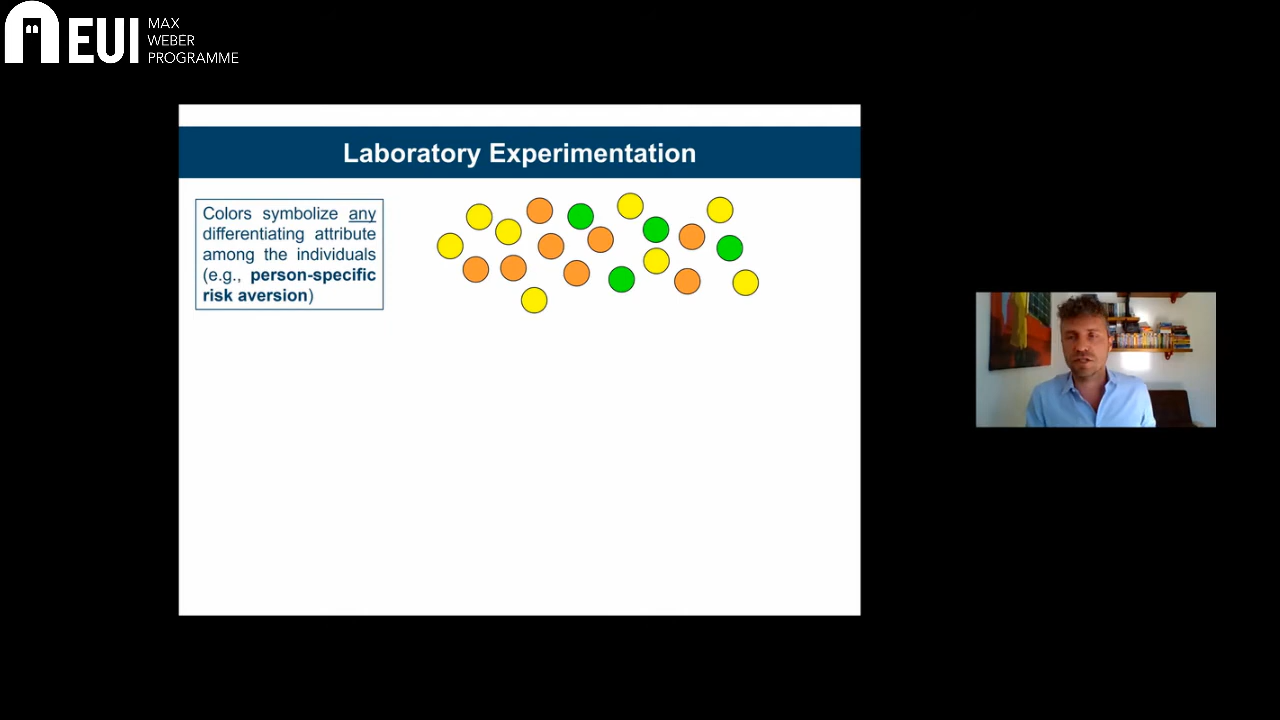 EUI
MAX
WEBER
PROGRAMME
Laboratory Experimentation
Colors symbolize any
differentiating attribute
among the individuals
(e.g., person-specific
risk aversion)